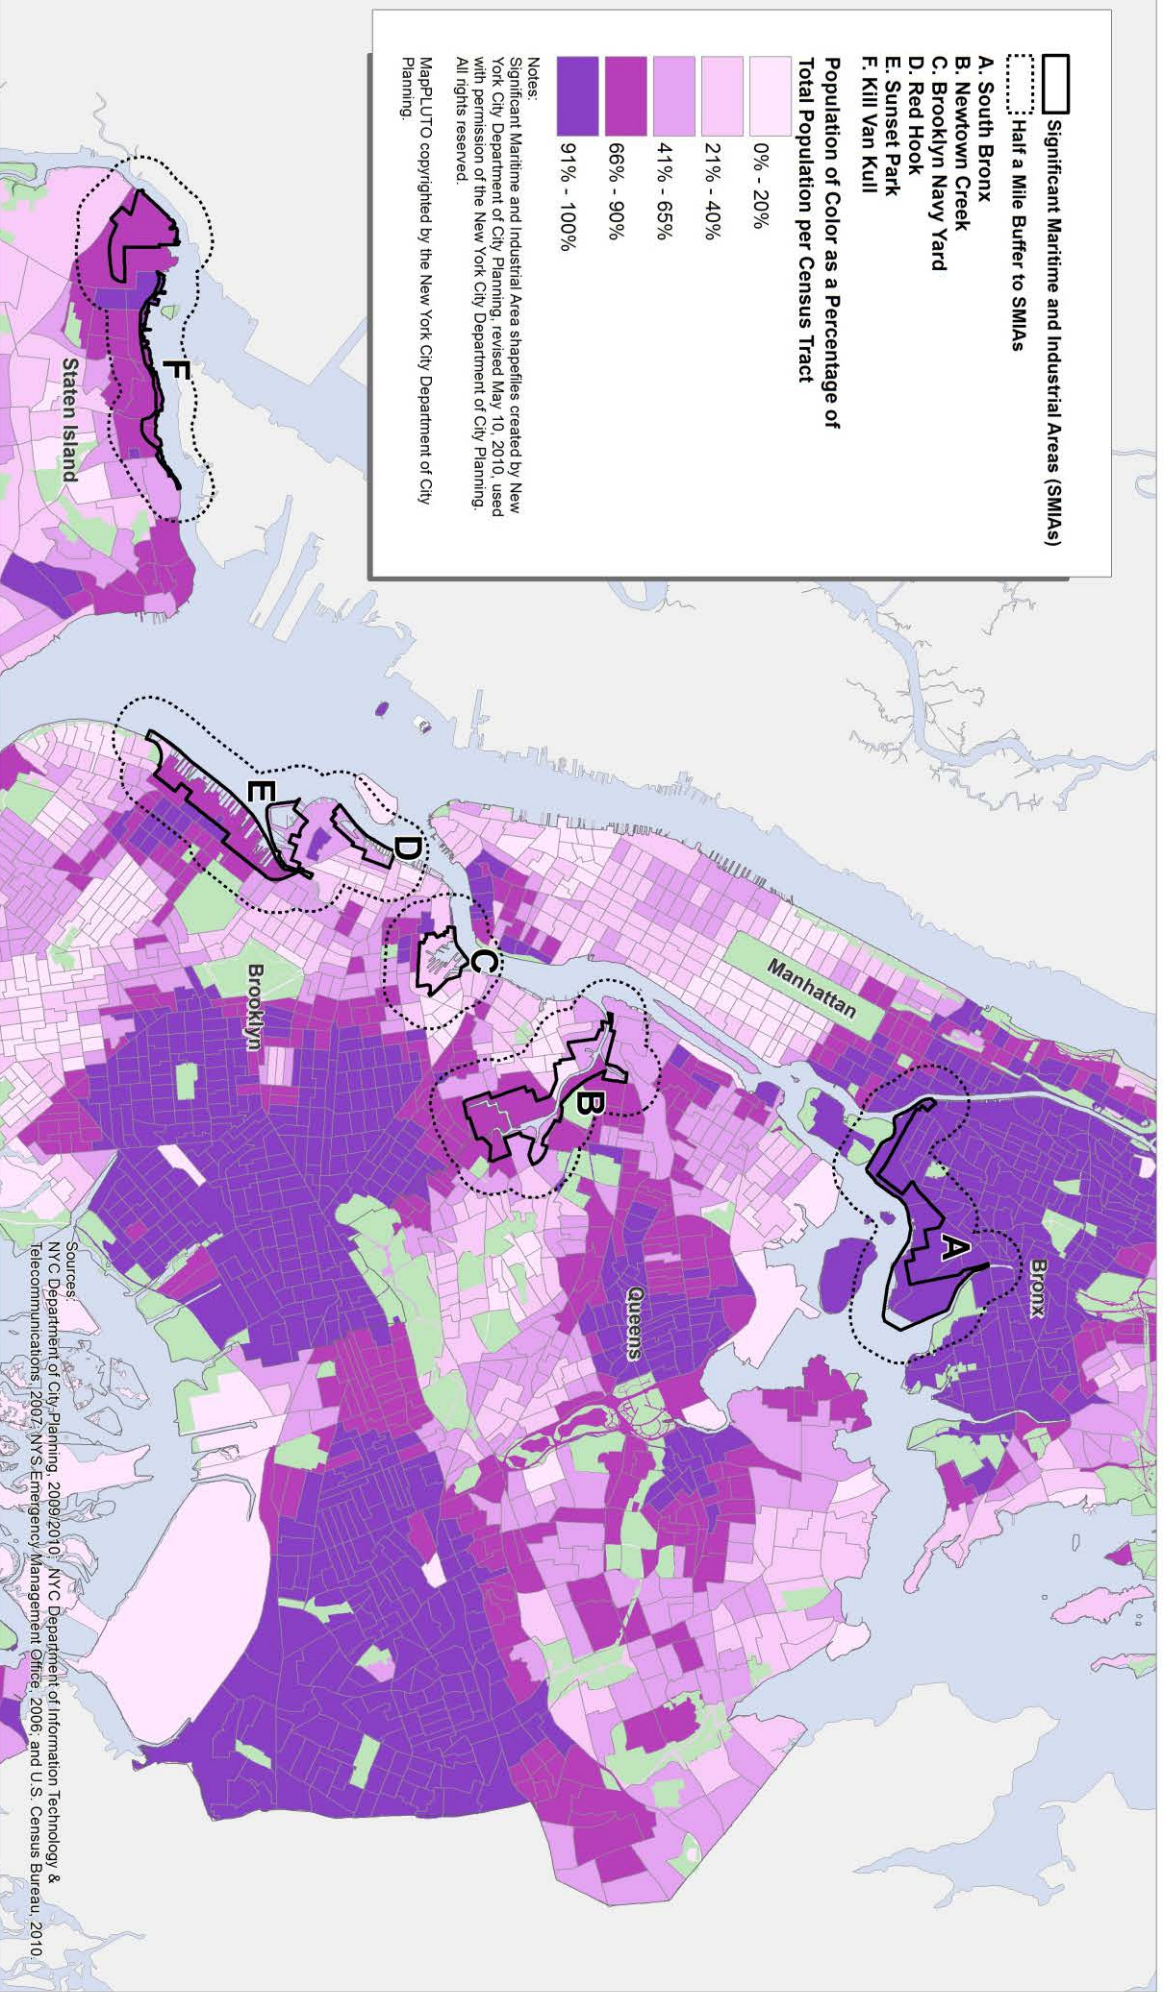 Significant Maritime and Industrial Areas (SMIAs)
Half a Mile Buffer to SMIAs
A. South Bronx
B. Newtown Creek
C. Brooklyn Navy Yard
D. Red Hook
E. Sunset Park
F. Kill Van Kull
Population of Color as a Percentage of
Total Population per Census Tract
0% - 20%
21% - 40%
41% - 65%
66% - 90%
91% - 100%
Notes:
Significant Maritime and Industrial Area shapefiles created by New
York City Department of City Planning, revised May 10, 2010, used
with permission of the New York City Department of City Planning.
All rights reserved.
MapPLUTO copyrighted by the New York City Department of City
Planning.
Bronx
A
Manhattan
Queens
B
C
D
E
Brooklyn
F
Staten Island
Sources:
NYC Department of City Planning, 2009/2010; NYC Department of Information Technology &
Telecommunications, 2007; NYS Emergency Management Office, 2006; and U.S. Census Bureau, 2010.